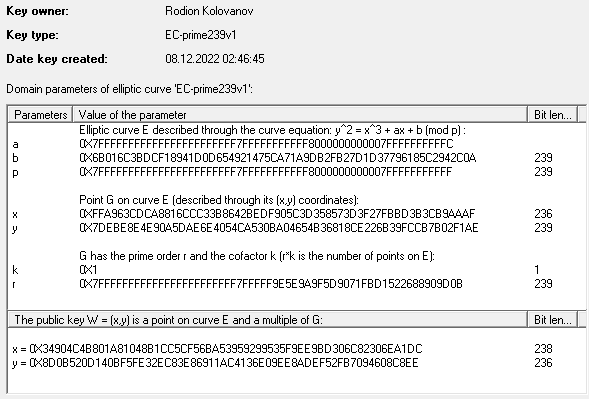 Key owner: Rodion Kolovanov
Key type: EC-prime239v1
Date key created: 08.12.2022 02:46:45
Domain parameters of elliptic curve 'EC-prime239v1':
Parameters Value of the parameter Bit len...
Elliptic curve E described through the curve equation: y^2 = x^3 + ax + b (mod p) :
a 0X7FFFFFFFFFFFFFFFFFFFFFFF7FFFFFFFFFFF8000000000007FFFFFFFFFFC
b 0X6B016C3BDCF18941D0D654921475CA71A9DB2FB27D1D37796185C2942C0A 239
p 0X7FFFFFFFFFFFFFFFFFFFFFFF7FFFFFFFFFFF8000000000007FFFFFFFFFFF 239
Point G on curve E (described through its (x,y) coordinates):
x 0XFFA963CDCA8816CCC33B8642BEDF905C3D358573D3F27FBBD3B3CB9AAAF 236
y 0X7DEBE8E4E90A5DAE6E4054CA530BA04654B36818CE226B39FCCB7B02F1AE 239
G has the prime order r and the cofactor k (r*k is the number of points on E):
k 0X1 1
r 0X7FFFFFFFFFFFFFFFFFFFFFFF7FFFFF9E5E9A9F5D9071FBD1522688909D0B 239
The public key W = (x,y) is a point on curve E and a multiple of G: Bit len...
x = 0X34904C4B801A81048B1CC5CF56BA53959299535F9EE9BD306C82306EA1DC 238
y = 0X8D0B520D140BF5FE32EC83E86911AC4136E09EE8ADEF52FB7094608C8EE 236